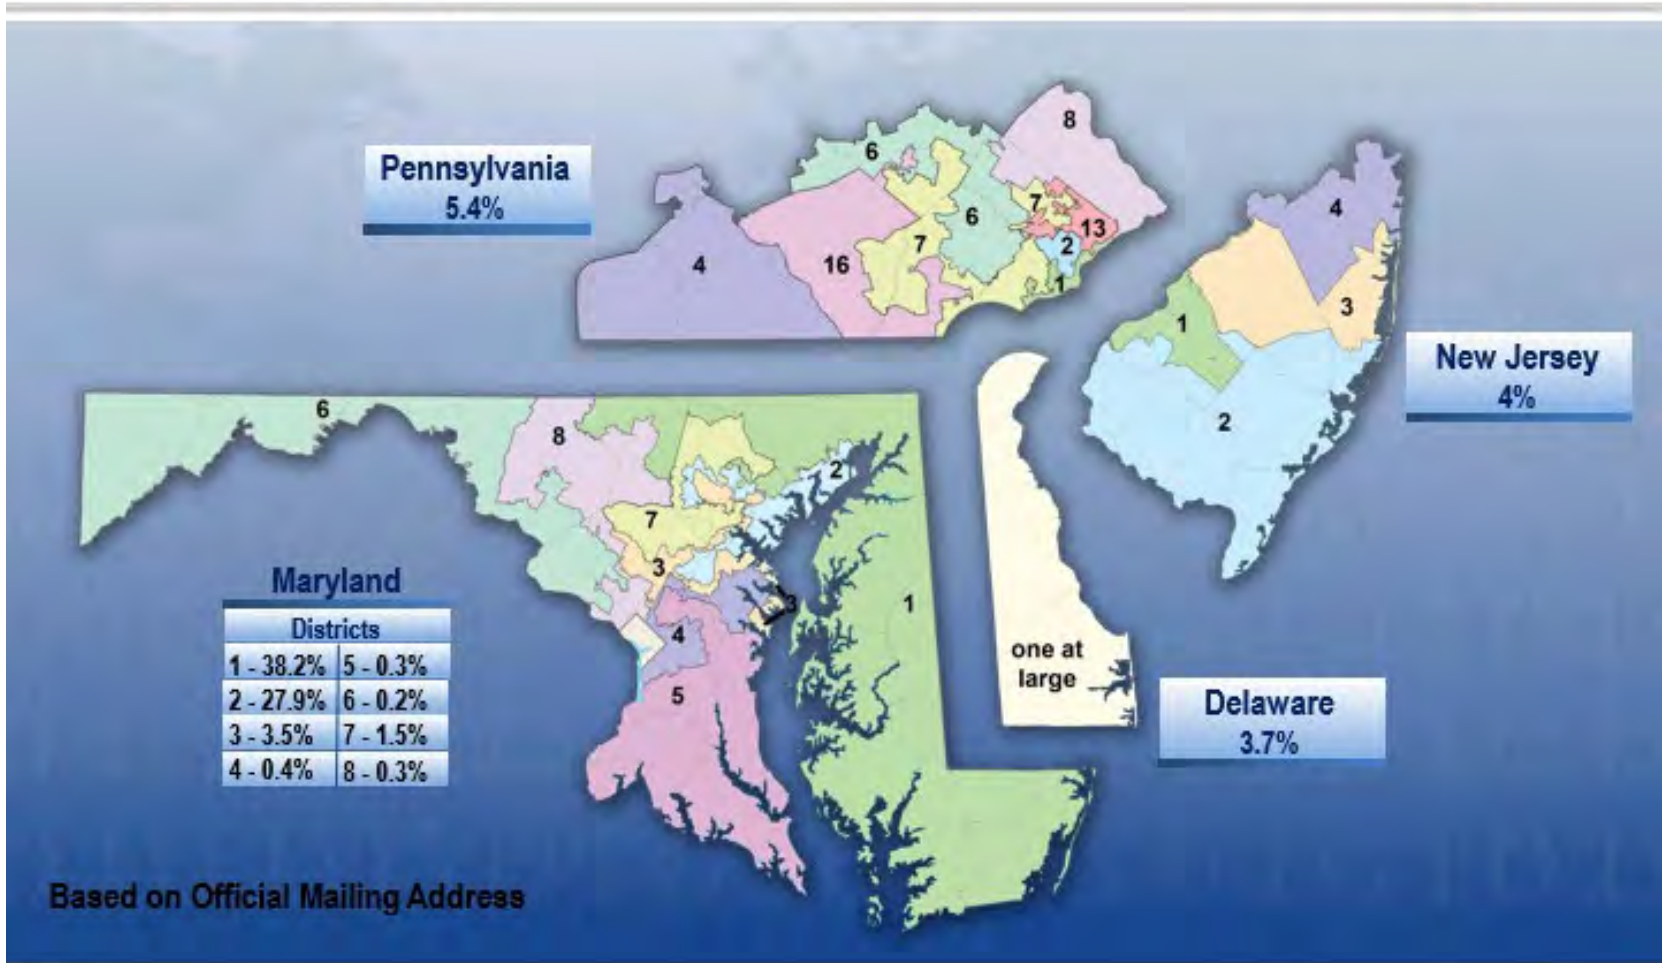 Pennsylvania
5.4%
8
6
7
6
13
2
7
4
16
1
4
3
1
2
New Jersey
4%
6
8
2
7
3
3
1
4
5
one at
large
Delaware
3.7%
Maryland
Districts
1 - 38.2% 5 - 0.3%
2 - 27.9% 6 - 0.2%
3 - 3.5% 7 - 1.5%
4 - 0.4% 8 - 0.3%
Based on Official Mailing Address